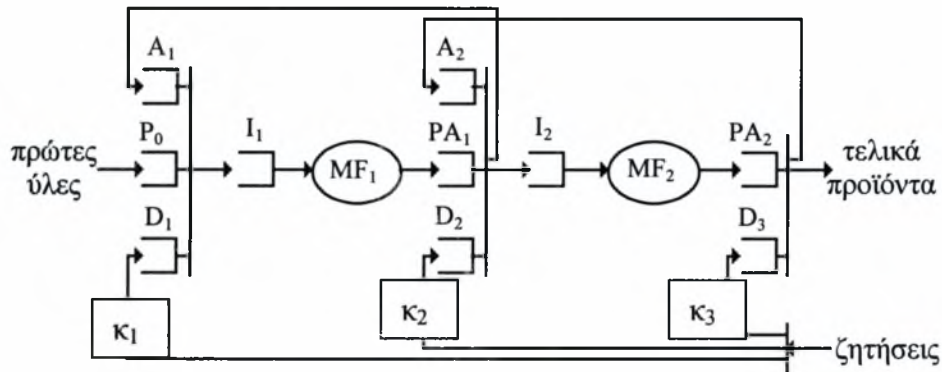 A₁ A₂
P₀ I₁ PA₁ I₂ PA₂
πρώτες ύλες MF₁ MF₂ τελικά προϊόντα
D₁ D₂ D₃
κ₁ κ₂ κ₃
ζητήσεις